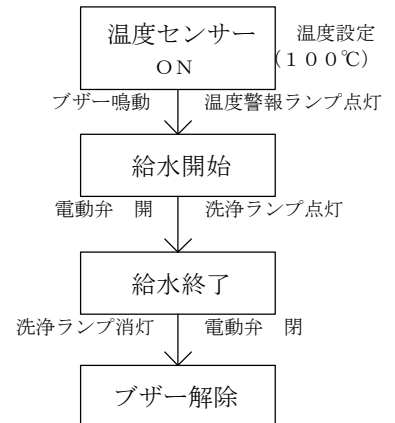 温度センサー　温度設定
ＯＮ　（１００℃）
ブザー鳴動　温度警報ランプ点灯
給水開始
電動弁　開　洗浄ランプ点灯
給水終了
洗浄ランプ消灯　電動弁　閉
ブザー解除